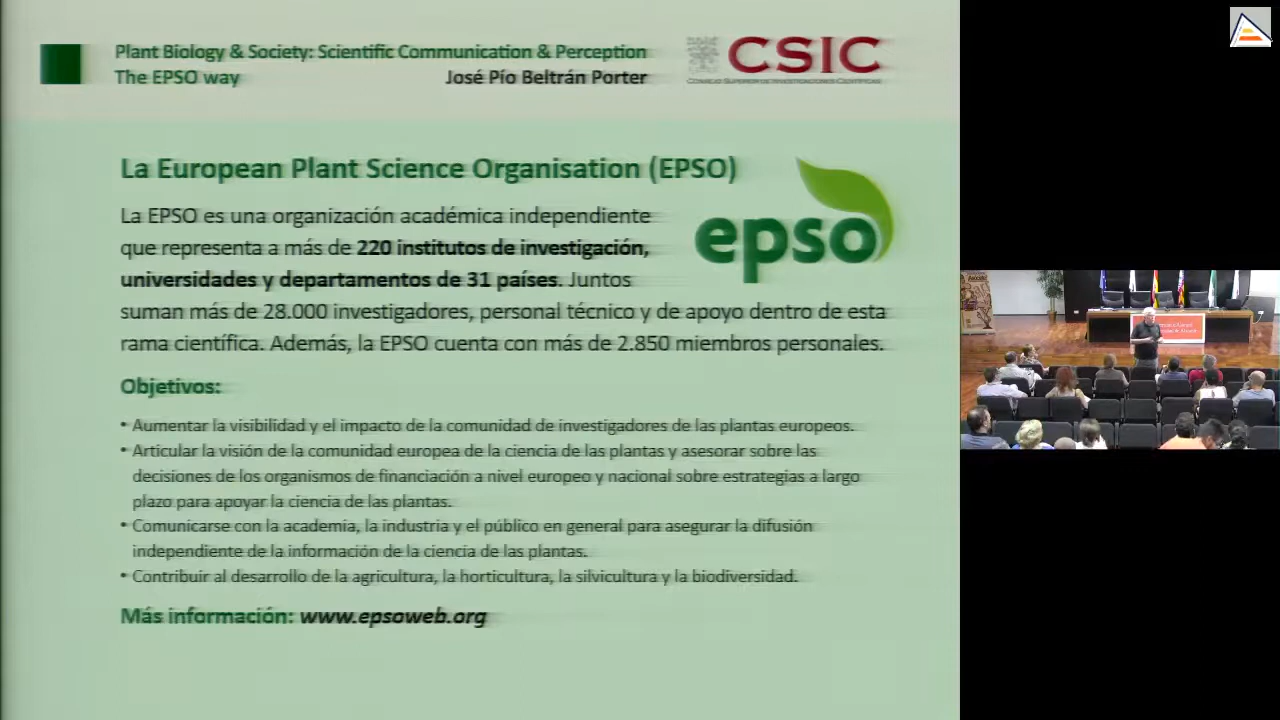 Plant Biology & Society: Scientific Communication & Perception
The EPSO way
José Pío Beltrán Porter
CSIC
CONSEJO SUPERIOR DE INVESTIGACIONES CIENTÍFICAS
La European Plant Science Organisation (EPSO)
epso
La EPSO es una organización académica independiente
que representa a más de 220 institutos de investigación,
universidades y departamentos de 31 países. Juntos
suman más de 28.000 investigadores, personal técnico y de apoyo dentro de esta
rama científica. Además, la EPSO cuenta con más de 2.850 miembros personales.
Objetivos:
• Aumentar la visibilidad y el impacto de la comunidad de investigadores de las plantas europeos.
• Articular la visión de la comunidad europea de la ciencia de las plantas y asesorar sobre las
decisiones de los organismos de financiación a nivel europeo y nacional sobre estrategias a largo
plazo para apoyar la ciencia de las plantas.
• Comunicarse con la academia, la industria y el público en general para asegurar la difusión
independiente de la información de la ciencia de las plantas.
• Contribuir al desarrollo de la agricultura, la horticultura, la silvicultura y la biodiversidad.
Más información: www.epsoweb.org